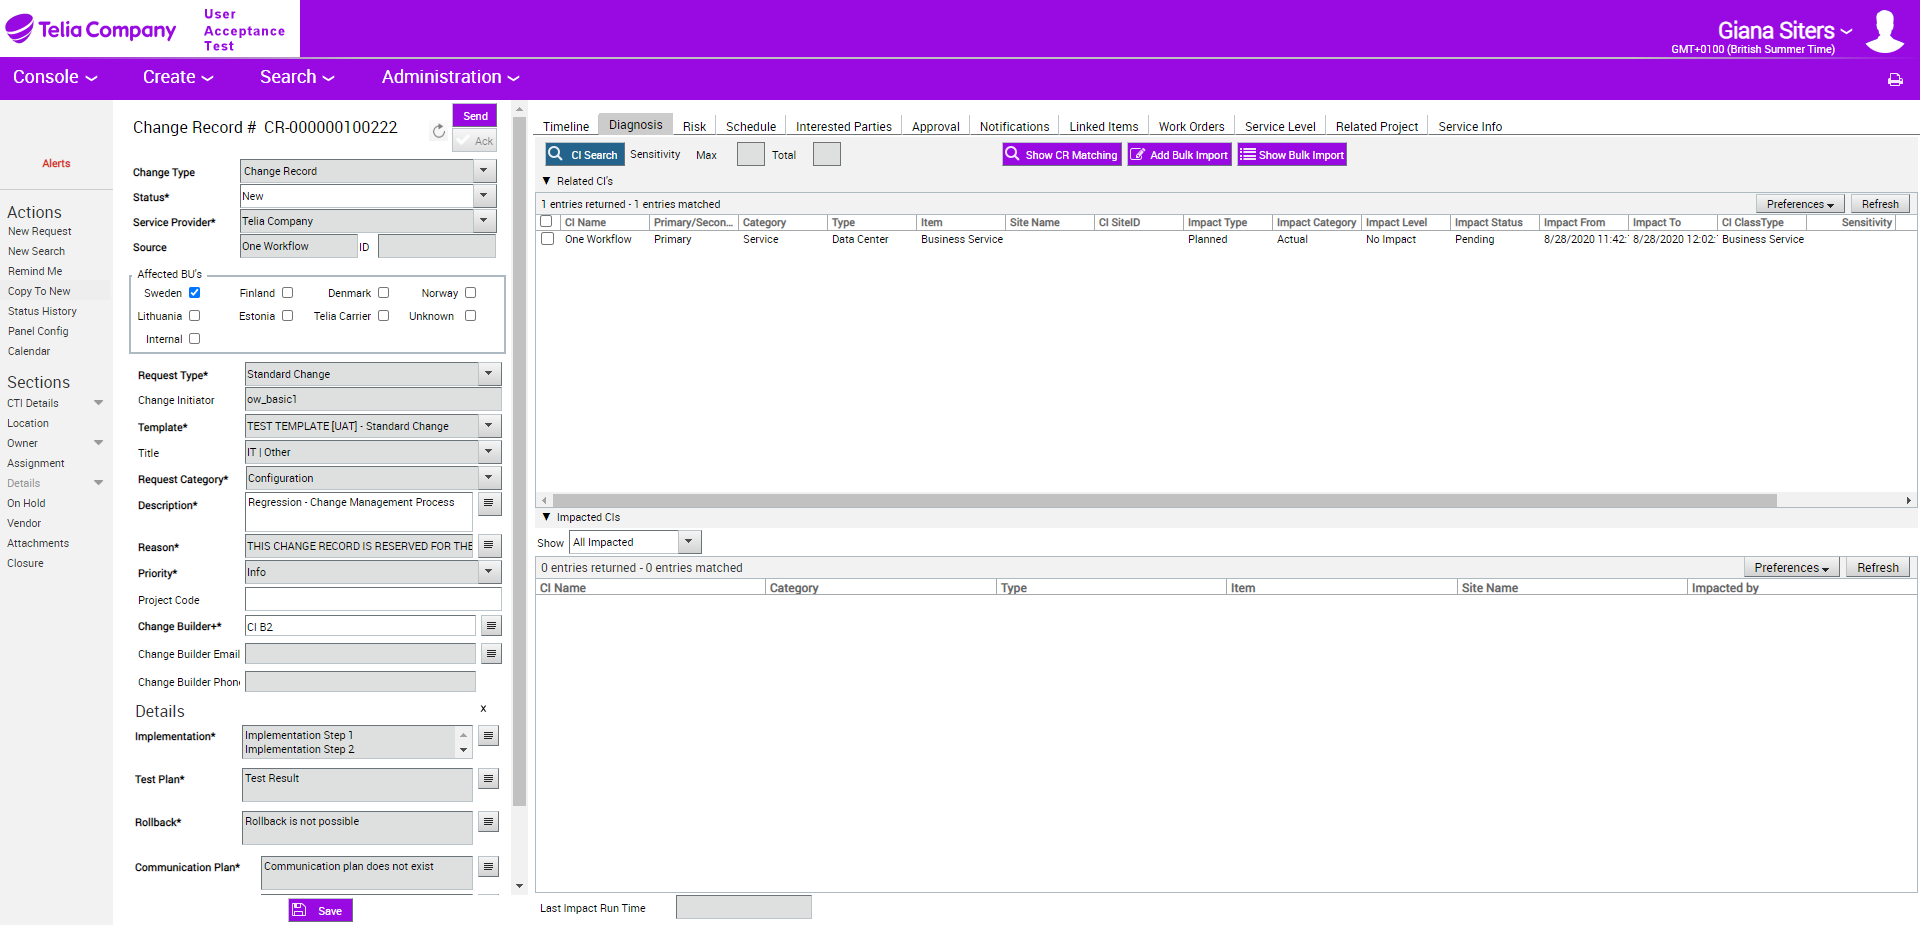 Telia Company
User
Acceptance
Test
Giana Siters
GMT+0100 (British Summer Time)
Console
Create
Search
Administration
Alerts
Actions
New Request
New Search
Remind Me
Copy To New
Status History
Panel Config
Calendar
Sections
CTI Details
Location
Owner
Assignment
Details
On Hold
Vendor
Attachments
Closure
Change Record # CR-000000100222
Send
Ack
Change Type Change Record
Status* New
Service Provider* Telia Company
Source One Workflow ID
Affected BU's
Sweden Finland Denmark Norway
Lithuania Estonia Telia Carrier Unknown
Internal
Request Type* Standard Change
Change Initiator ow_basic1
Template* TEST TEMPLATE [UAT] - Standard Change
Title IT | Other
Request Category* Configuration
Description* Regression - Change Management Process
Reason* THIS CHANGE RECORD IS RESERVED FOR THE
Priority* Info
Project Code
Change Builder+* CI B2
Change Builder Email
Change Builder Phone
Details x
Implementation* Implementation Step 1
Implementation Step 2
Test Plan* Test Result
Rollback* Rollback is not possible
Communication Plan* Communication plan does not exist
Save
Timeline Diagnosis Risk Schedule Interested Parties Approval Notifications Linked Items Work Orders Service Level Related Project Service Info
CI Search Sensitivity Max Total Show CR Matching Add Bulk Import Show Bulk Import
Related CI's
1 entries returned - 1 entries matched Preferences Refresh
CI Name Primary/Secon... Category Type Item Site Name CI SiteID Impact Type Impact Category Impact Level Impact Status Impact From Impact To CI ClassType Sensitivity
One Workflow Primary Service Data Center Business Service Planned Actual No Impact Pending 8/28/2020 11:42: 8/28/2020 12:02: Business Service
Impacted CIs
Show All Impacted
0 entries returned - 0 entries matched Preferences Refresh
CI Name Category Type Item Site Name Impacted by
Last Impact Run Time